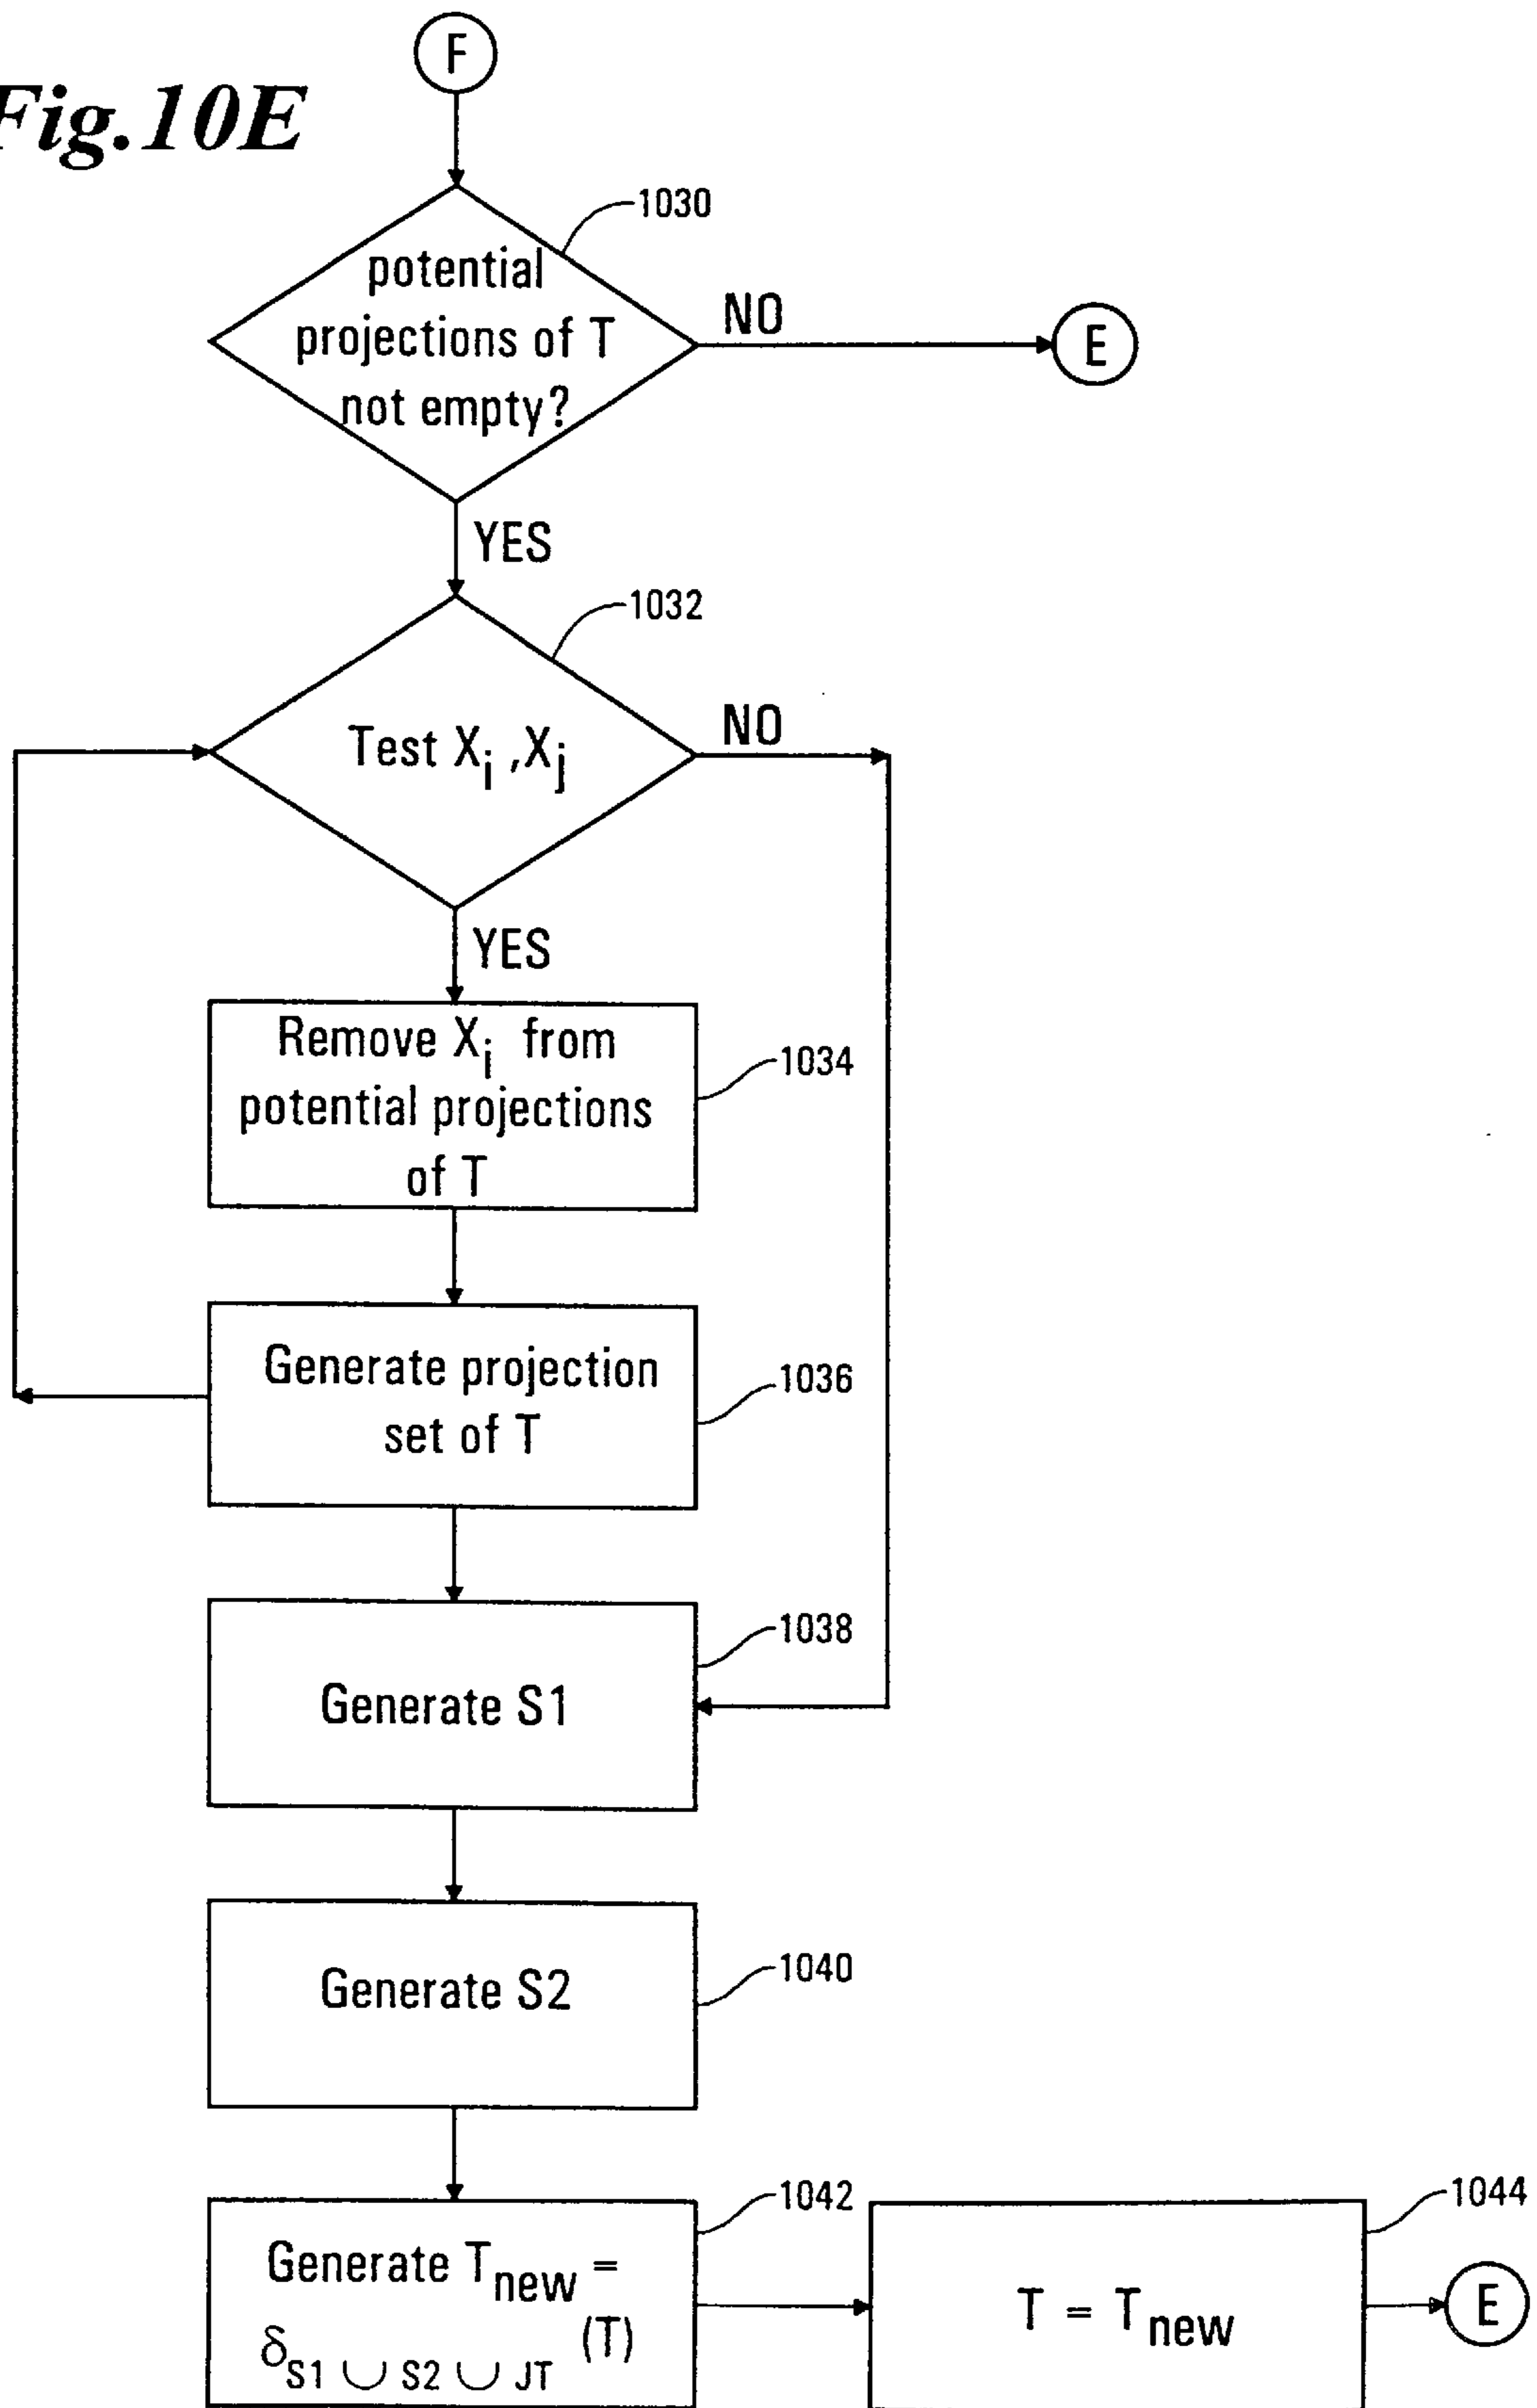 F
Fig.10E
1030
potential
projections of T
not empty?
NO
E
YES
1032
Test Xi ,Xj
NO
YES
Remove Xi from
potential projections
of T
1034
Generate projection
set of T
1036
Generate S1
1038
Generate S2
1040
Generate Tnew =
δS1 ∪ S2 ∪ JT (T)
1042
T = Tnew
1044
E